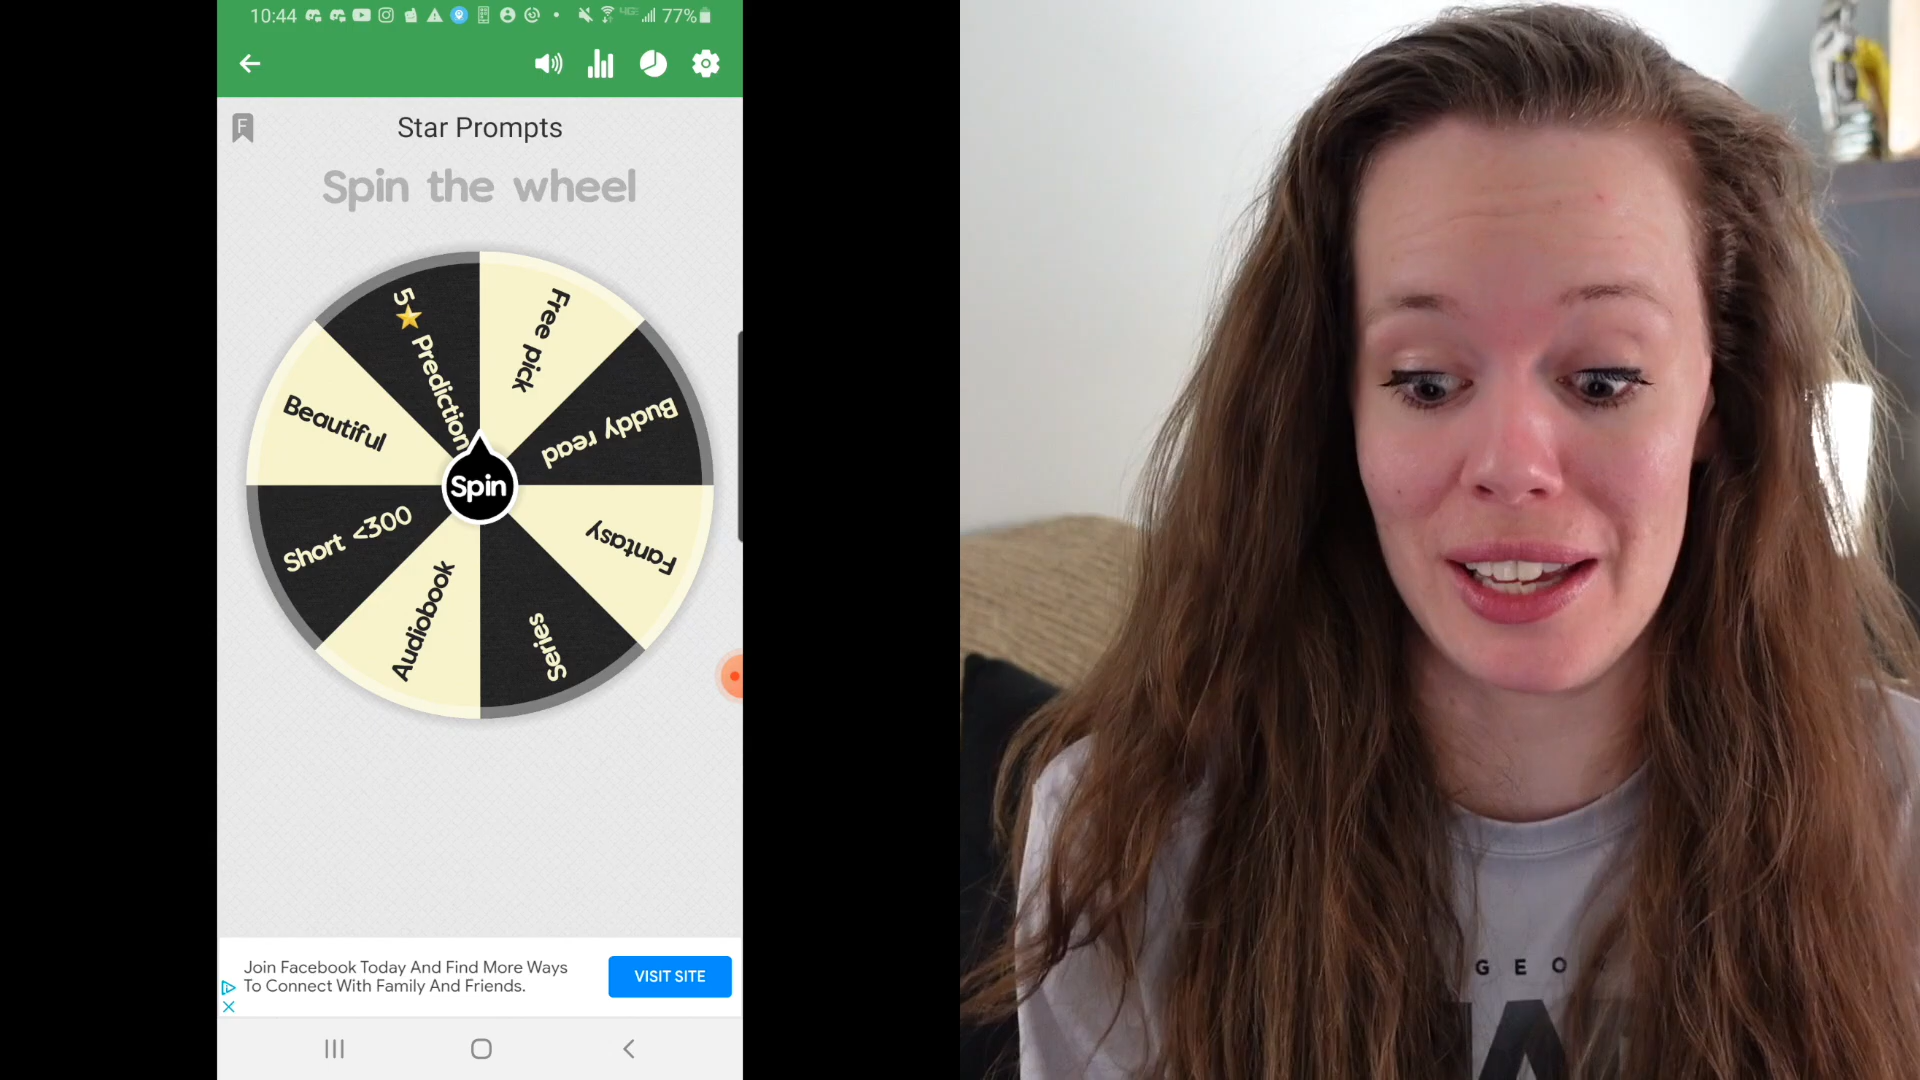 10:44
77%
Star Prompts
Spin the wheel
5⭐ Prediction
Free pick
Buddy read
Fantasy
Series
Audiobook
Short <300
Beautiful
Spin
Join Facebook Today And Find More Ways
To Connect With Family And Friends.
VISIT SITE
GEO